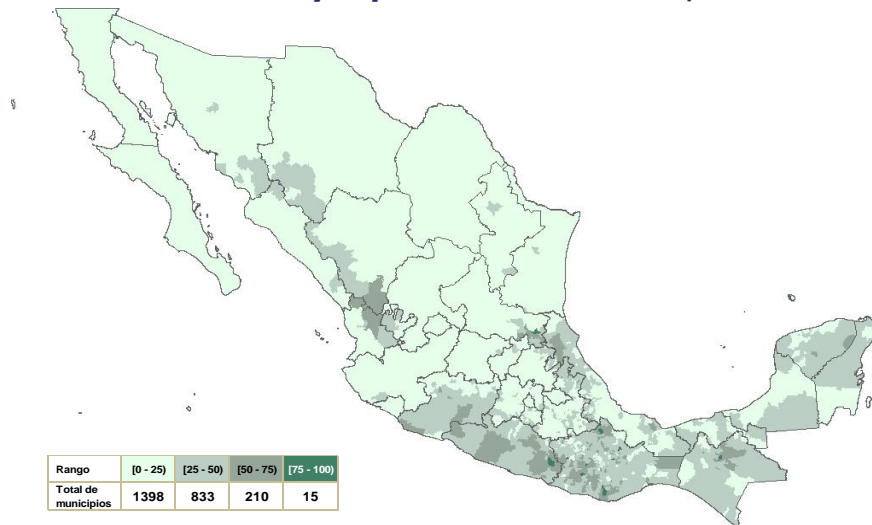 Rango [0 - 25) [25 - 50) [50 - 75) [75 - 100)
Total de municipios 1398 833 210 15